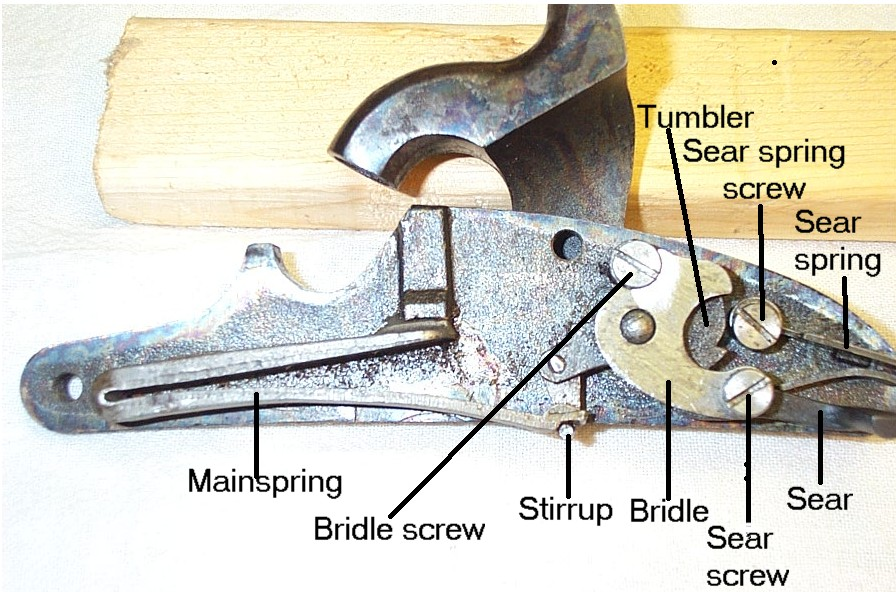 Tumbler
Sear spring
screw
Sear
spring
Mainspring
Bridle screw
Stirrup
Bridle
Sear
screw
Sear